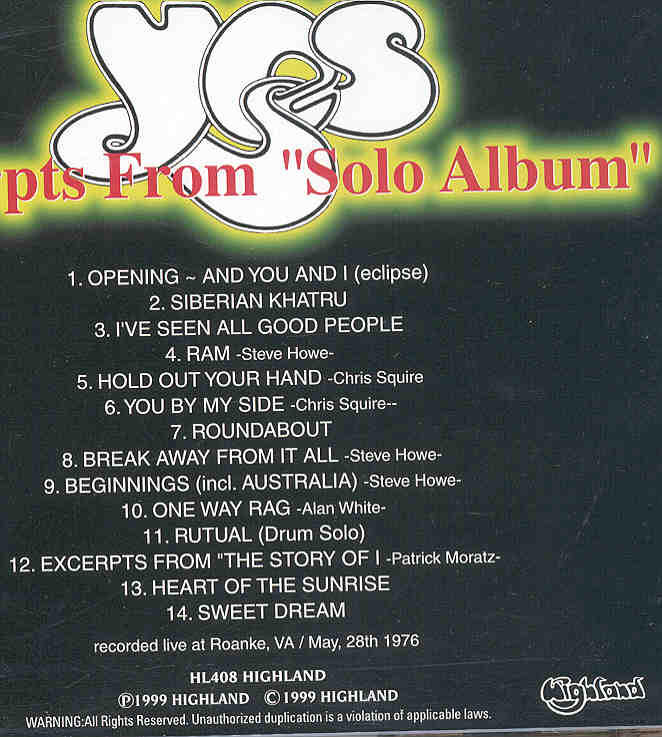 yes
rpts From "Solo Album"
1. OPENING ~ AND YOU AND I (eclipse)
2. SIBERIAN KHATRU
3. I'VE SEEN ALL GOOD PEOPLE
4. RAM -Steve Howe-
5. HOLD OUT YOUR HAND -Chris Squire
6. YOU BY MY SIDE -Chris Squire--
7. ROUNDABOUT
8. BREAK AWAY FROM IT ALL -Steve Howe-
9. BEGINNINGS (incl. AUSTRALIA) -Steve Howe-
10. ONE WAY RAG -Alan White-
11. RUTUAL (Drum Solo)
12. EXCERPTS FROM "THE STORY OF I -Patrick Moratz-
13. HEART OF THE SUNRISE
14. SWEET DREAM
recorded live at Roanke, VA / May, 28th 1976
HL408 HIGHLAND
Ⓟ1999 HIGHLAND ©1999 HIGHLAND
Highland
WARNING:All Rights Reserved. Unauthorized duplication is a violation of applicable laws.